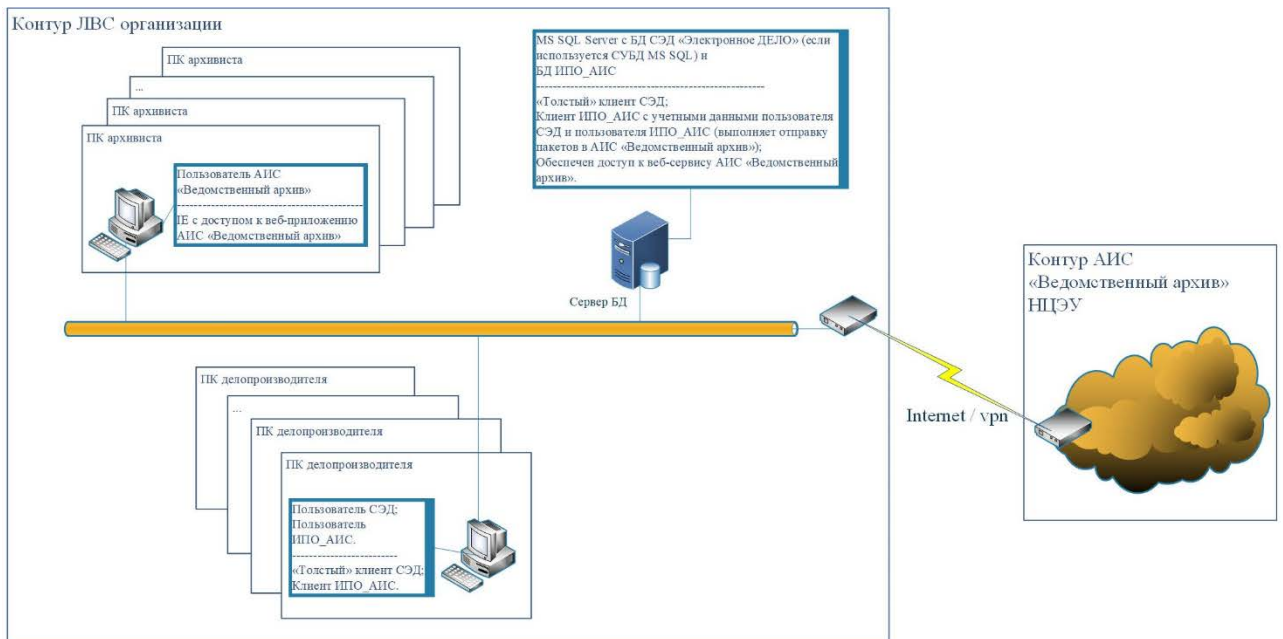 Контур ЛВС организации
ПК архивиста
...
ПК архивиста
ПК архивиста
Пользователь АИС
«Ведомственный архив»
----------------------------------------
IE с доступом к веб-приложению
АИС «Ведомственный архив»
MS SQL Server с БД СЭД «Электронное ДЕЛО» (если
используется СУБД MS SQL) и
БД ИПО_АИС
-------------------------------------------------------
«Толстый» клиент СЭД;
Клиент ИПО_АИС с учетными данными пользователя
СЭД и пользователя ИПО_АИС (выполняет отправку
пакетов в АИС «Ведомственный архив»);
Обеспечен доступ к веб-сервису АИС «Ведомственный
архив».
Сервер БД
Контур АИС
«Ведомственный архив»
НЦЭУ
Internet / vpn
ПК делопроизводителя
...
ПК делопроизводителя
ПК делопроизводителя
Пользователь СЭД;
Пользователь
ИПО_АИС.
-------------------------
«Толстый» клиент СЭД;
Клиент ИПО_АИС.